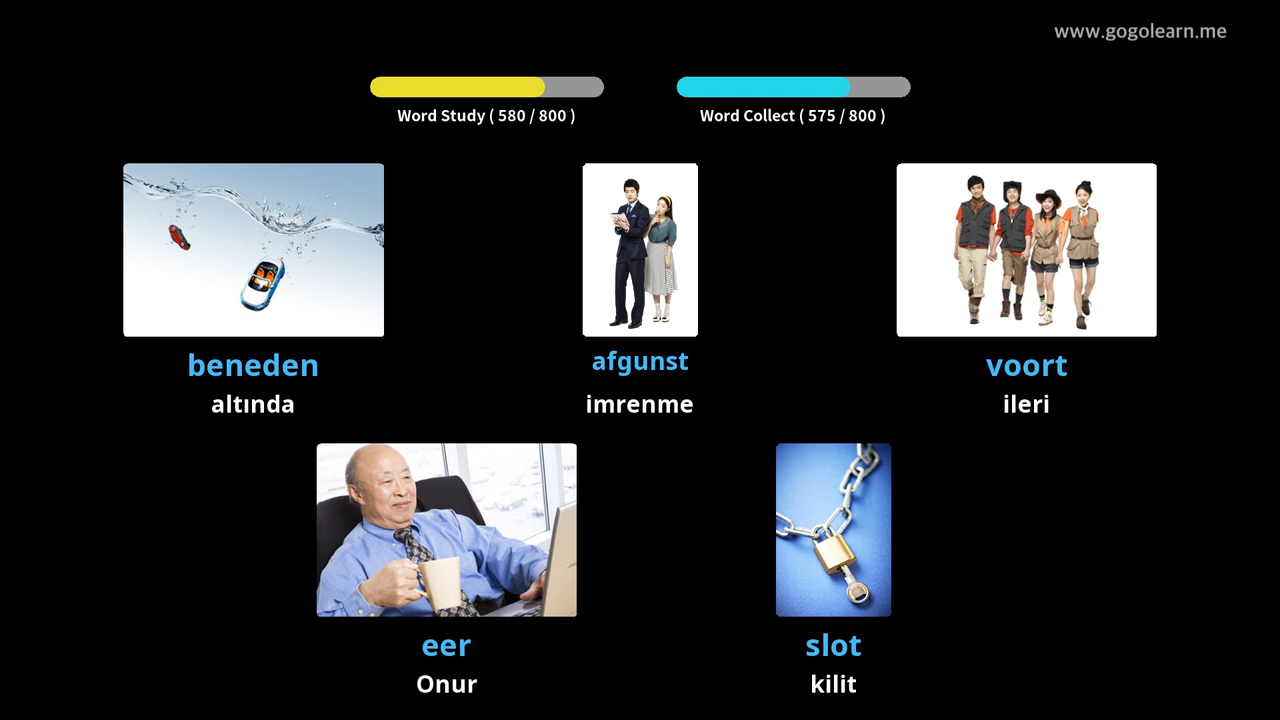 www.gogolearn.me
Word Study ( 580 / 800 )
Word Collect ( 575 / 800 )
beneden
altında
afgunst
imrenme
voort
ileri
eer
Onur
slot
kilit